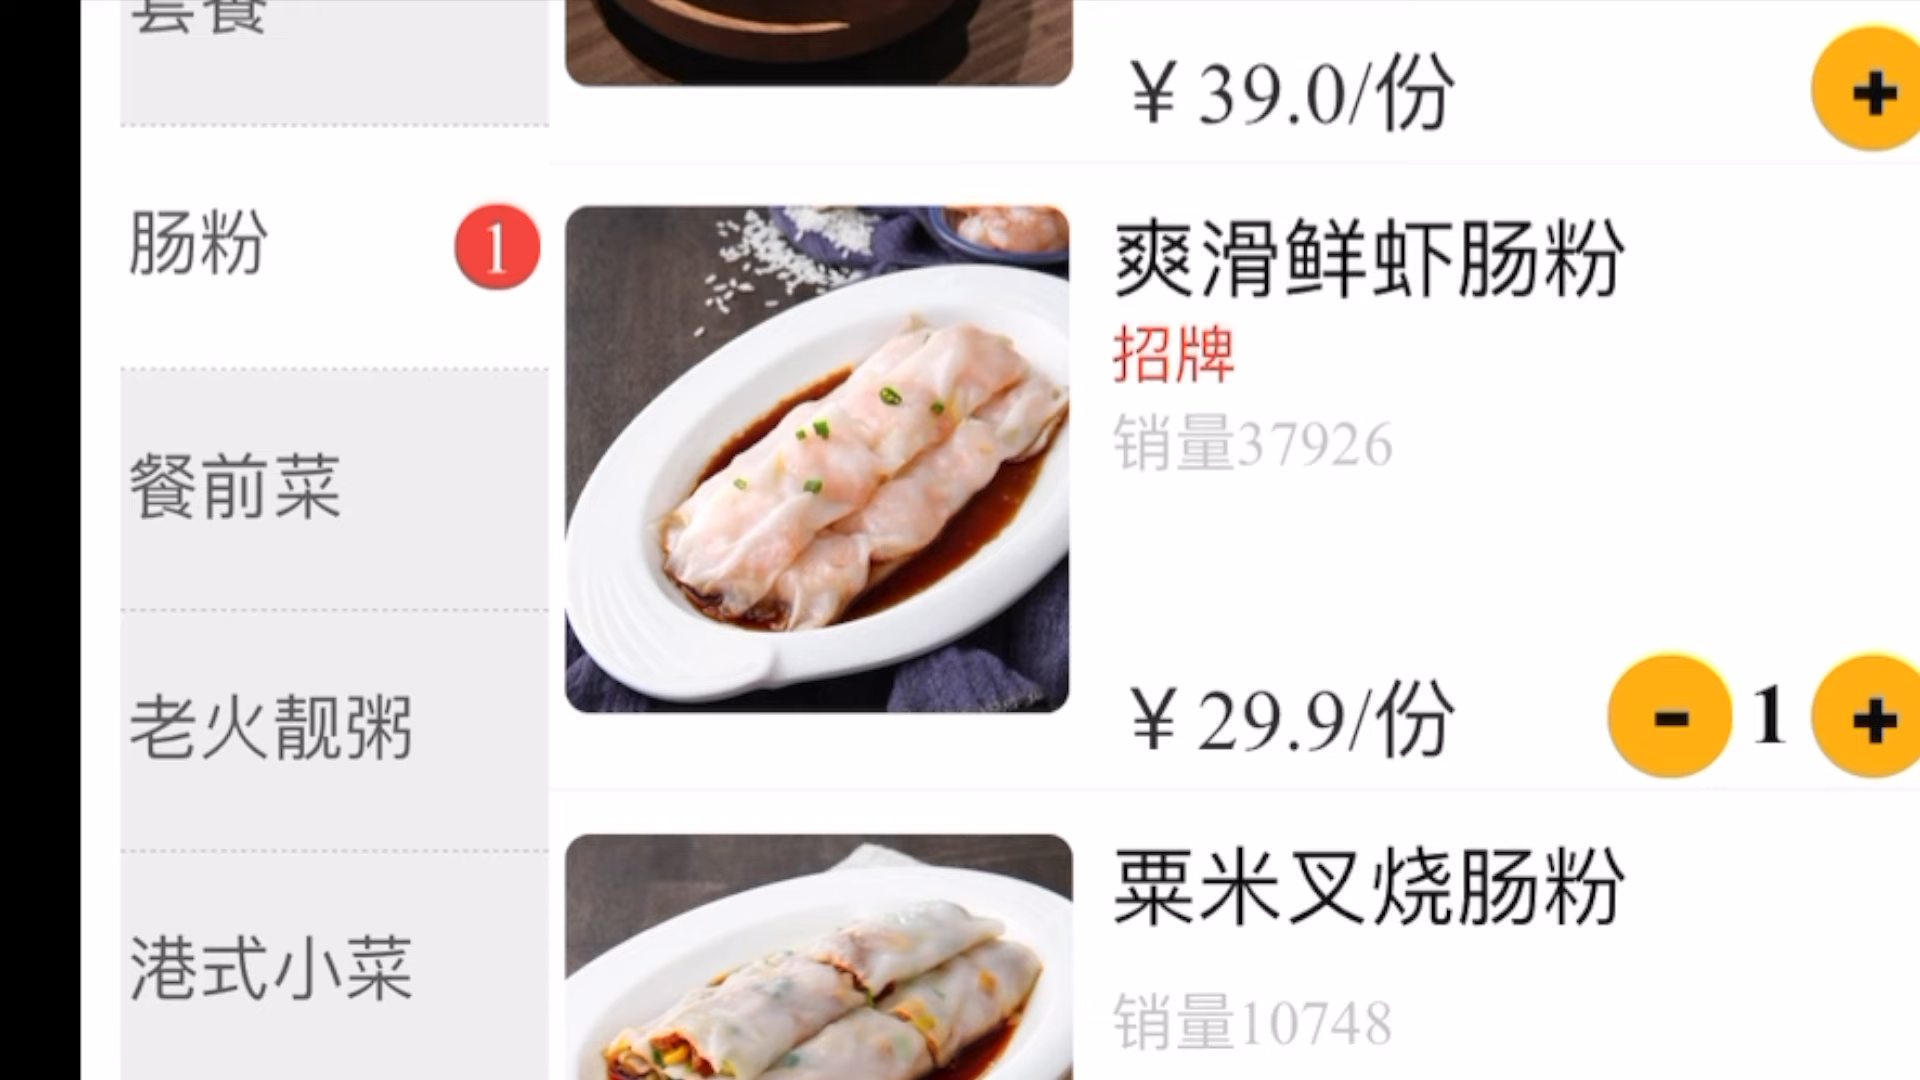 套餐
肠粉
1
餐前菜
老火靓粥
港式小菜
¥39.0/份
+
爽滑鲜虾肠粉
招牌
销量37926
¥29.9/份
- 1 +
粟米叉烧肠粉
销量10748